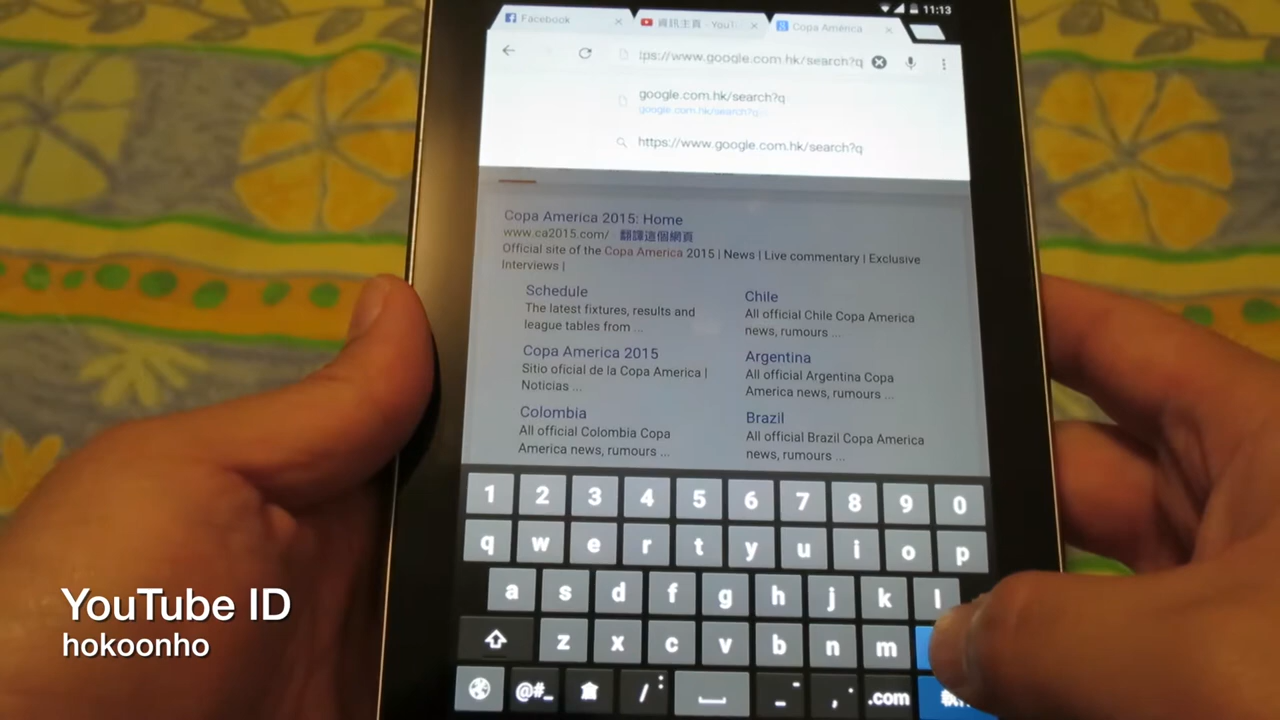 11:13
Facebook
資訊主頁 - YouT
Copa América
tps://www.google.com.hk/search?q
google.com.hk/search?q
google.com.hk/search?q
https://www.google.com.hk/search?q
Copa America 2015: Home
www.ca2015.com/ 翻譯這個網頁
Official site of the Copa America 2015 | News | Live commentary | Exclusive
Interviews |
Schedule
The latest fixtures, results and
league tables from ...
Chile
All official Chile Copa America
news, rumours ...
Copa America 2015
Sitio oficial de la Copa America |
Noticias ...
Argentina
All official Argentina Copa
America news, rumours ...
Colombia
All official Colombia Copa
America news, rumours ...
Brazil
All official Brazil Copa America
news, rumours ...
1 2 3 4 5 6 7 8 9 0
q w e r t y u i o p
a s d f g h j k l
z x c v b n m
@#_ / : _ - , . .com
YouTube ID
hokoonho